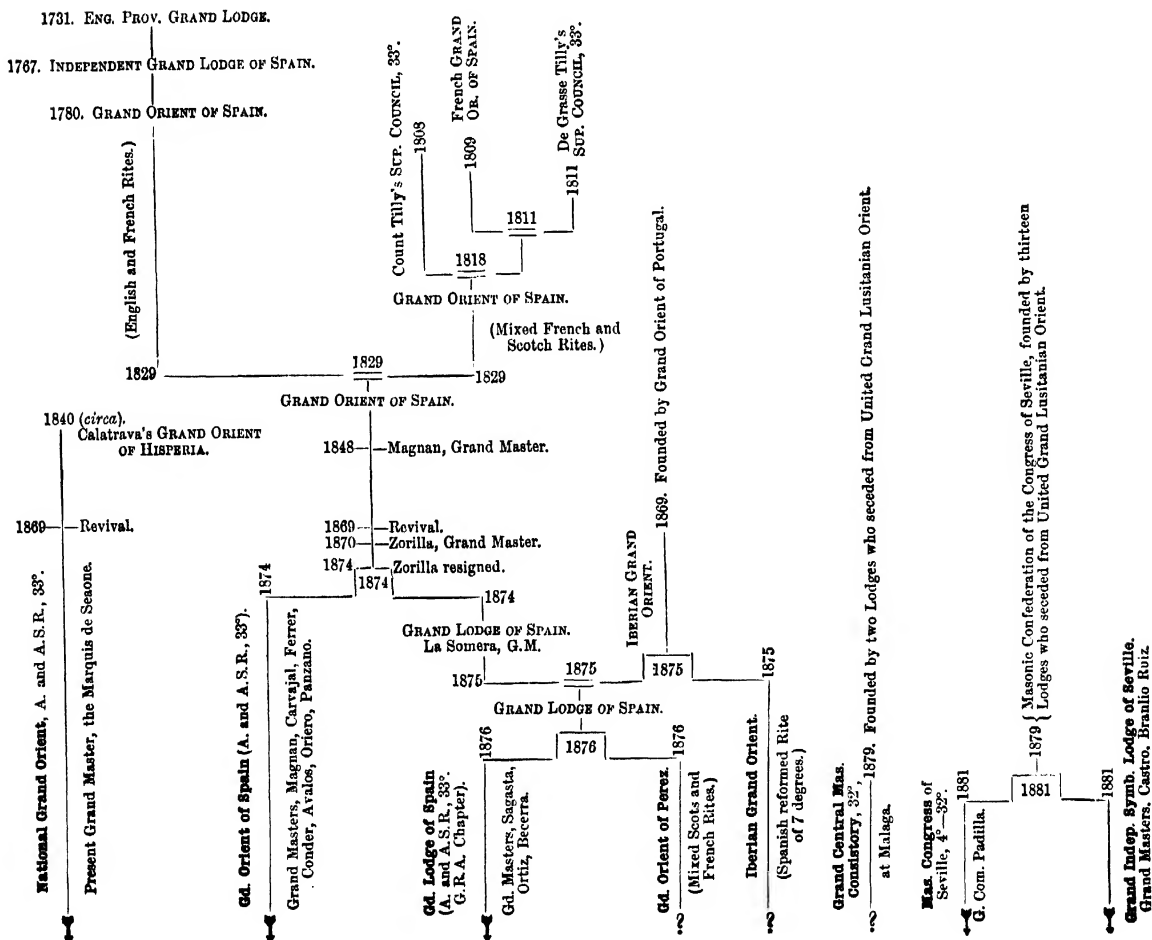 1731. ENG. PROV. GRAND LODGE.
1767. INDEPENDENT GRAND LODGE OF SPAIN.
1780. GRAND ORIENT OF SPAIN.
(English and French Rites.)
1829
Count Tilly's SUP. COUNCIL, 33°.
1808
French GRAND
OR. OF SPAIN.
1809
De Grasse Tilly's
SUP. COUNCIL, 33°.
1811
1811
1818
GRAND ORIENT OF SPAIN.
(Mixed French and
Scotch Rites.)
1829
1829
GRAND ORIENT OF SPAIN.
1840 (circa).
Calatrava's GRAND ORIENT
OF HISPERIA.
1848 Magnan, Grand Master.
1869 Revival.
1869 Revival.
1870 Zorilla, Grand Master.
1874 Zorilla resigned.
1874
1874
1874
GRAND LODGE OF SPAIN.
La Somera, G.M.
1875
1869. Founded by Grand Orient of Portugal.
IBERIAN GRAND
ORIENT.
1875
1875
1875
GRAND LODGE OF SPAIN.
1876
1876
1876
National Grand Orient, A. and A.S.R., 33°.
Present Grand Master, the Marquis de Seaone.
Gd. Orient of Spain (A. and A.S.R., 33°).
Grand Masters, Magnan, Carvajal, Ferrer,
Conder, Avalos, Oriero, Panzano.
Gd. Lodge of Spain
(A. and A.S.R., 33°.
G.R.A. Chapter).
Gd. Masters, Sagasta,
Ortiz, Becerra.
Gd. Orient of Perez.
(Mixed Scots and
French Rites.)
?
Iberian Grand Orient.
(Spanish reformed Rite
of 7 degrees.)
?
Grand Central Mas.
Consistory, 32°,
at Malaga.
1879. Founded by two Lodges who seceded from United Grand Lusitanian Orient.
?
1879 { Masonic Confederation of the Congress of Seville, founded by thirteen
Lodges who seceded from United Grand Lusitanian Orient.
1881
1881
1881
Mas. Congress of
Seville, 4°—32°.
G. Com. Padilla.
Grand Indep. Symb. Lodge of Seville.
Grand Masters, Castro, Branlio Ruiz.